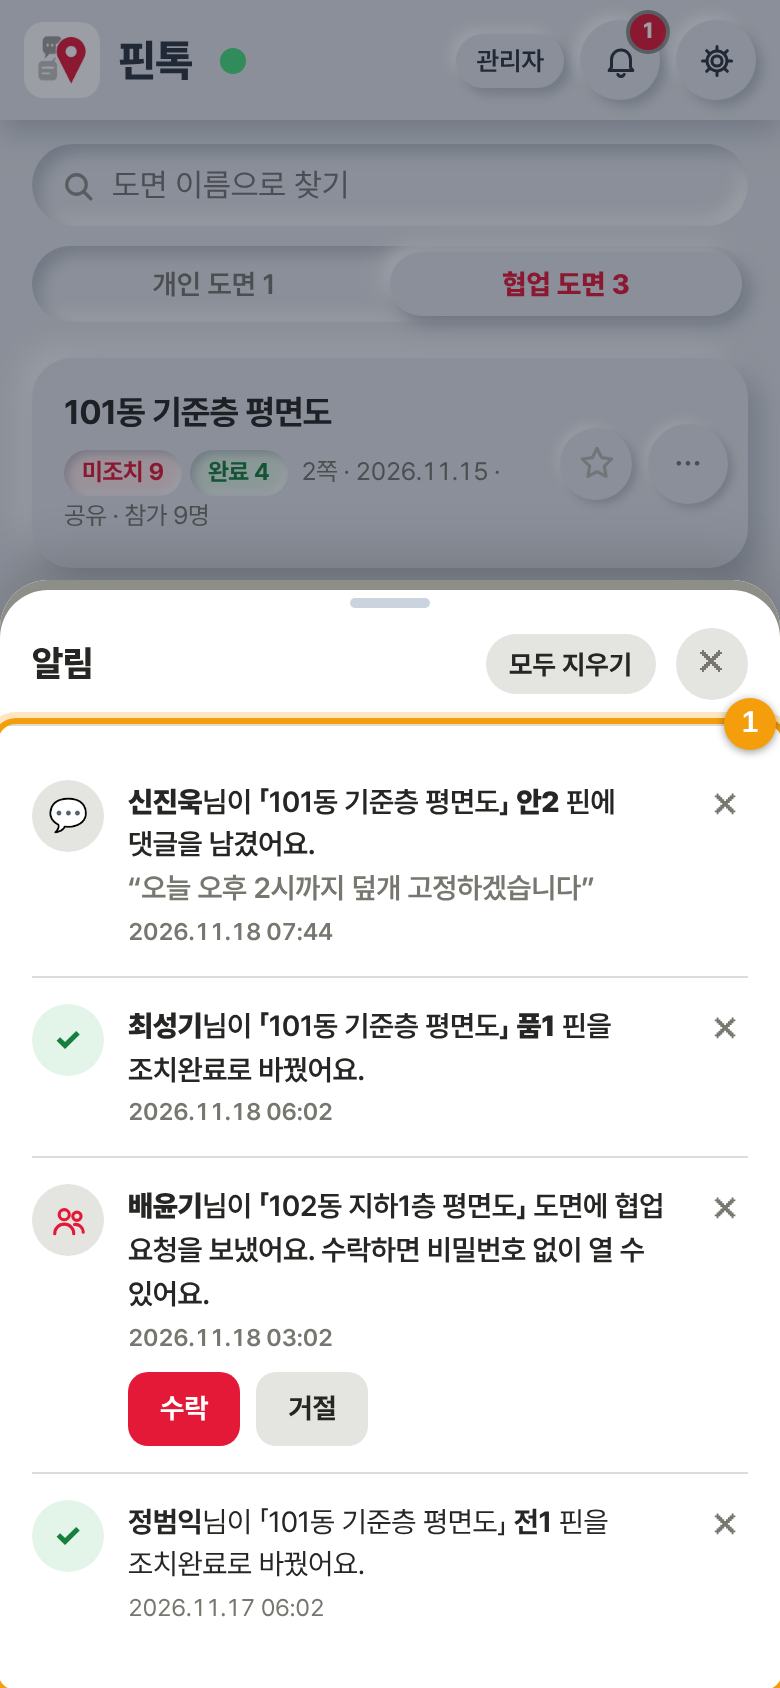 핀톡
관리자
1
도면 이름으로 찾기
개인 도면 1
협업 도면 3
101동 기준층 평면도
미조치 9 완료 4 2쪽 · 2026.11.15 ·
공유 · 참가 9명
알림
모두 지우기
1
신진욱님이 「101동 기준층 평면도」 안2 핀에
댓글을 남겼어요.
“오늘 오후 2시까지 덮개 고정하겠습니다”
2026.11.18 07:44
최성기님이 「101동 기준층 평면도」 품1 핀을
조치완료로 바꿨어요.
2026.11.18 06:02
배윤기님이 「102동 지하1층 평면도」 도면에 협업
요청을 보냈어요. 수락하면 비밀번호 없이 열 수
있어요.
2026.11.18 03:02
수락
거절
정범익님이 「101동 기준층 평면도」 전1 핀을
조치완료로 바꿨어요.
2026.11.17 06:02